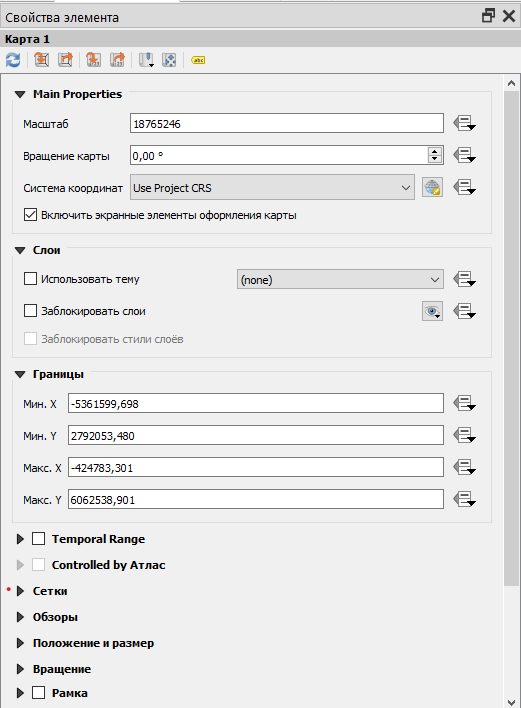 Свойства элемента
Карта 1
abc
Main Properties
Масштаб 18765246
Вращение карты 0,00 °
Система координат Use Project CRS
Включить экранные элементы оформления карты
Слои
Использовать тему (none)
Заблокировать слои
Заблокировать стили слоёв
Границы
Мин. X -5361599,698
Мин. Y 2792053,480
Макс. X -424783,301
Макс. Y 6062538,901
Temporal Range
Controlled by Атлас
Сетки
Обзоры
Положение и размер
Вращение
Рамка